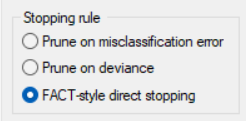 Stopping rule
Prune on misclassification error
Prune on deviance
FACT-style direct stopping